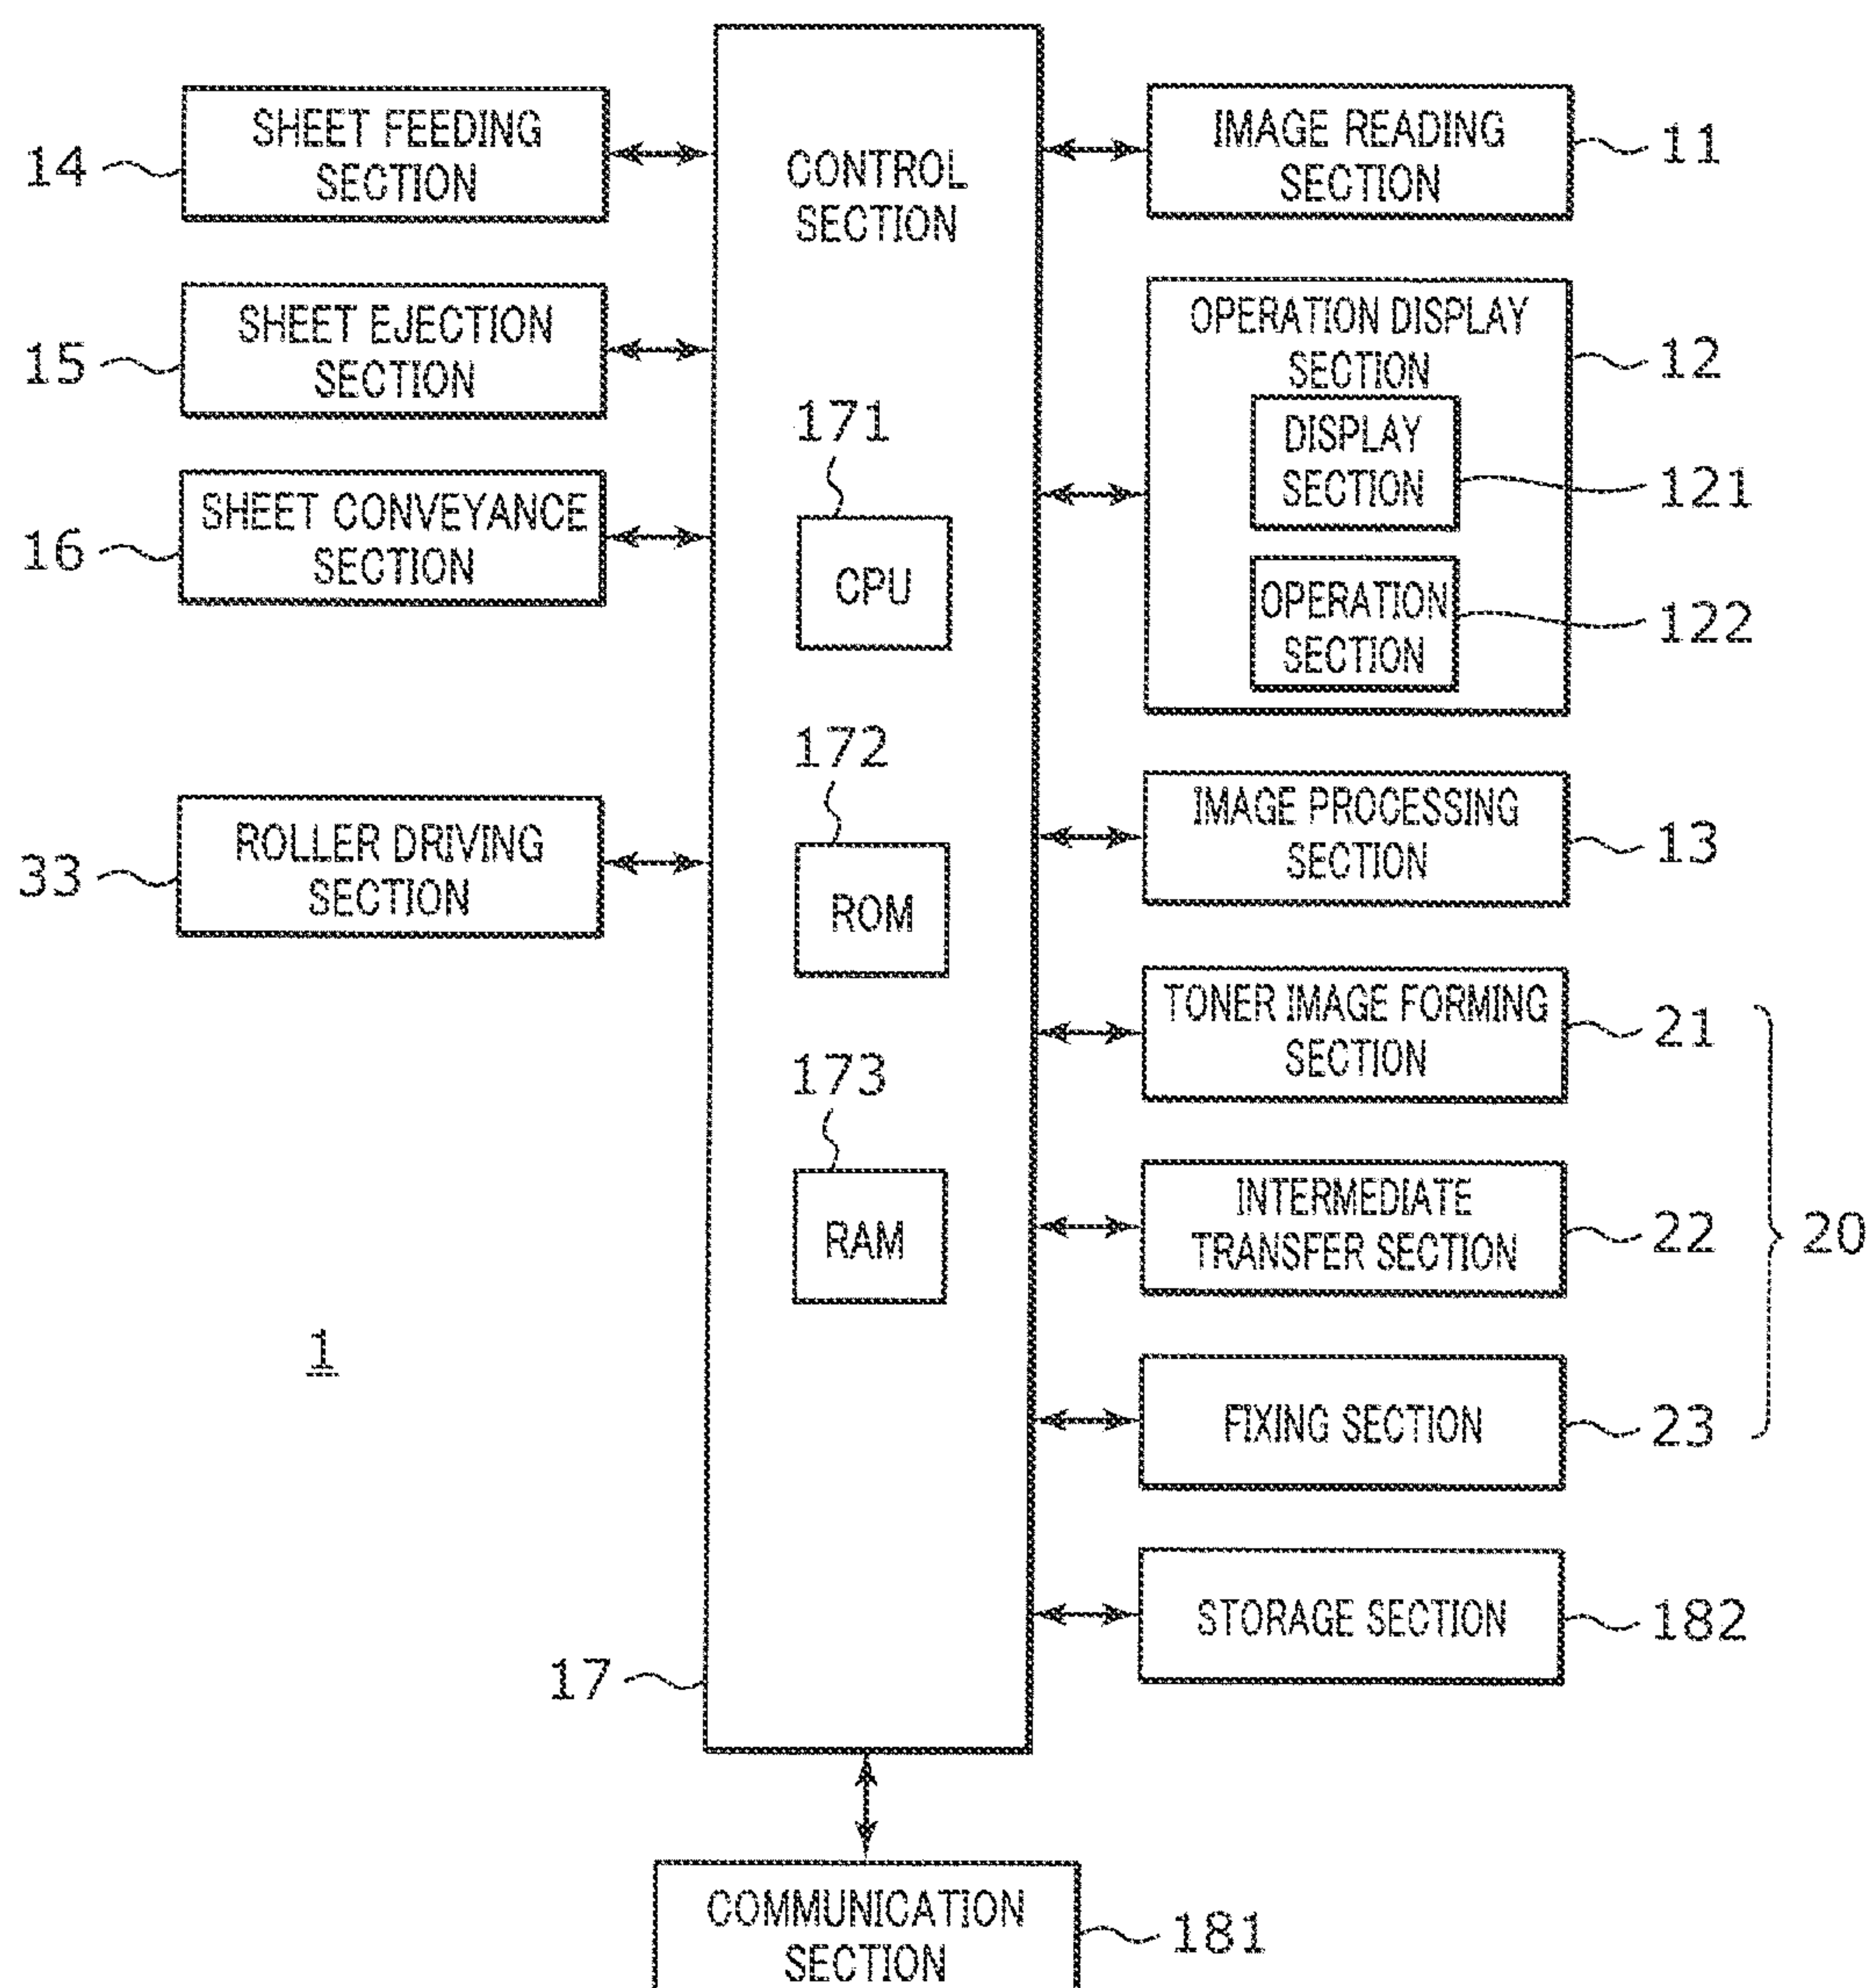 SHEET FEEDING
SECTION
14
SHEET EJECTION
SECTION
15
SHEET CONVEYANCE
SECTION
16
ROLLER DRIVING
SECTION
33
1
CONTROL
SECTION
171
CPU
172
ROM
173
RAM
17
IMAGE READING
SECTION
11
OPERATION DISPLAY
SECTION
12
DISPLAY
SECTION
121
OPERATION
SECTION
122
IMAGE PROCESSING
SECTION
13
TONER IMAGE FORMING
SECTION
21
INTERMEDIATE
TRANSFER SECTION
22
20
FIXING SECTION
23
STORAGE SECTION
182
COMMUNICATION
SECTION
181